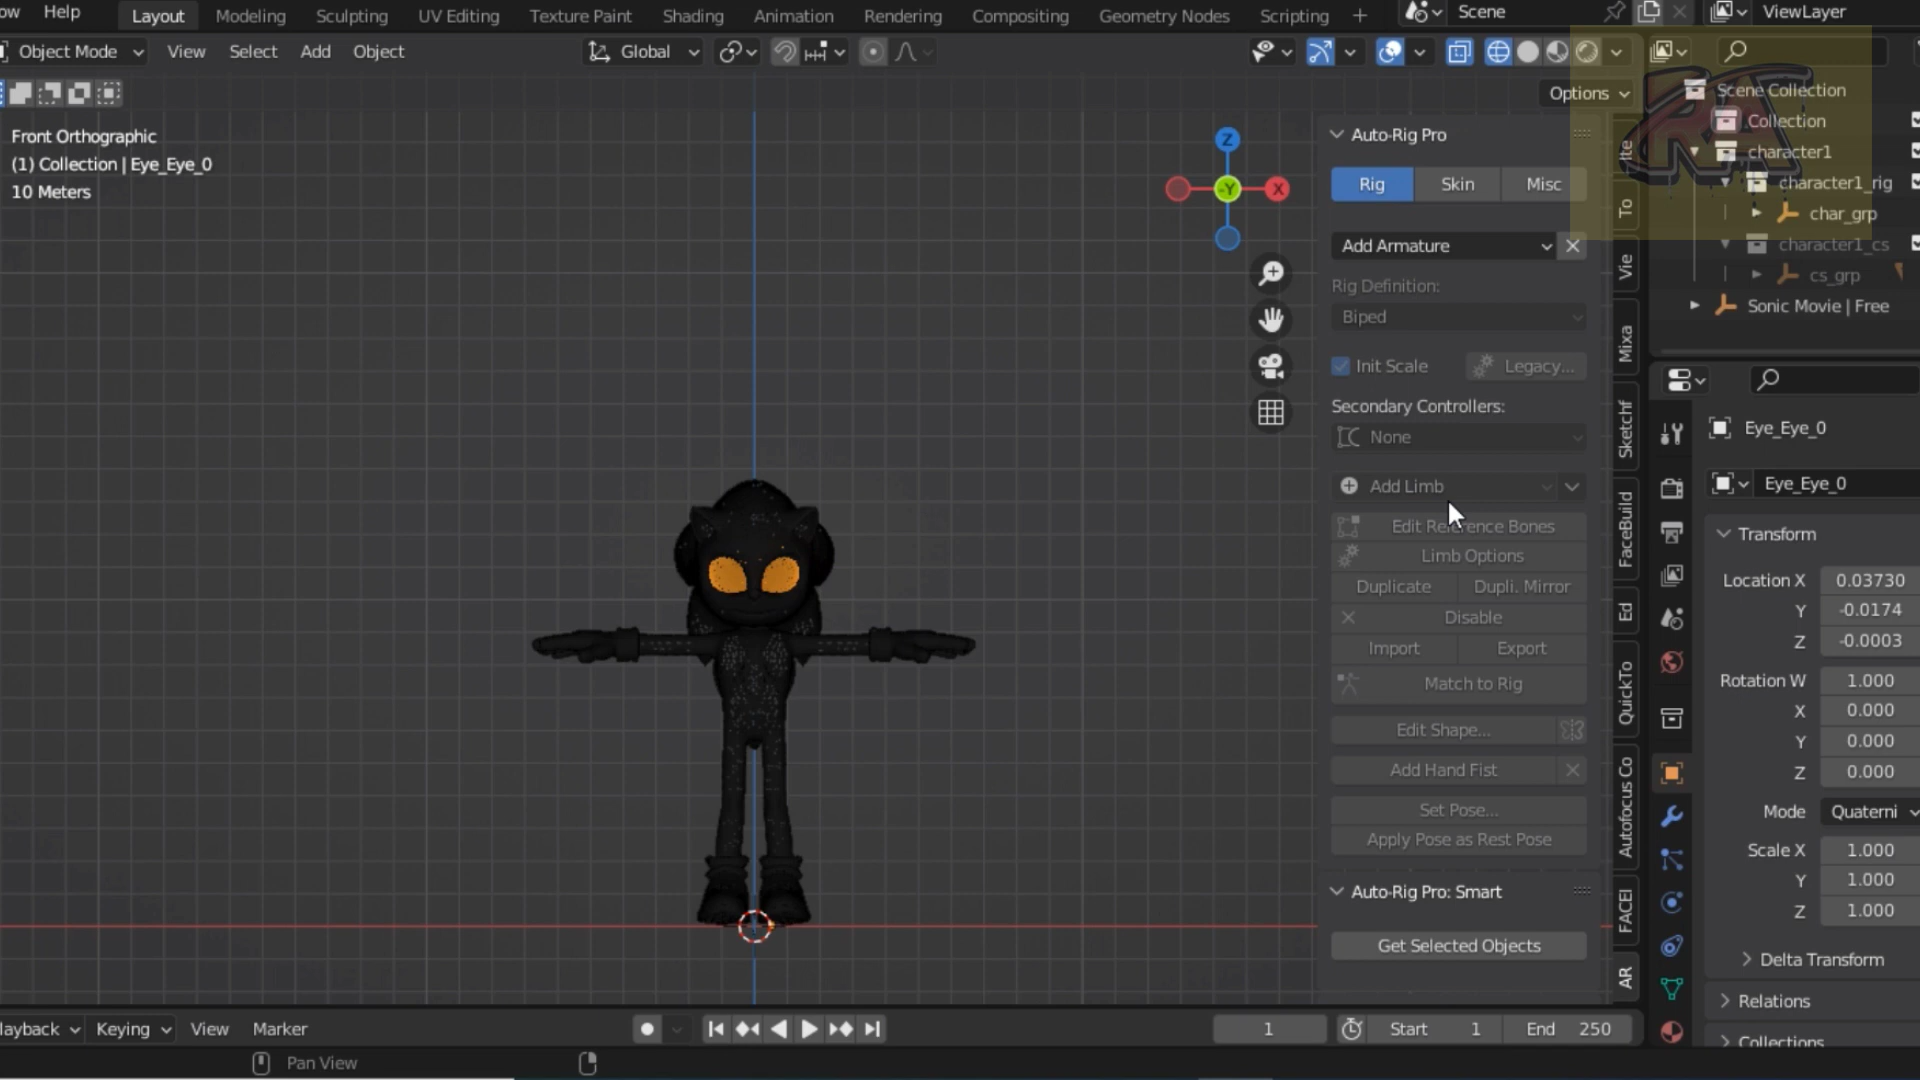 ow Help Layout Modeling Sculpting UV Editing Texture Paint Shading Animation Rendering Compositing Geometry Nodes Scripting + Scene ViewLayer
Object Mode View Select Add Object Global
Options
Front Orthographic
(1) Collection | Eye_Eye_0
10 Meters
Z
-Y
X
Auto-Rig Pro
Rig Skin Misc
Add Armature
Rig Definition:
Biped
Init Scale Legacy...
Secondary Controllers:
None
Add Limb
Edit Reference Bones
Limb Options
Duplicate Dupli. Mirror
Disable
Import Export
Match to Rig
Edit Shape...
Add Hand Fist
Set Pose...
Apply Pose as Rest Pose
Auto-Rig Pro: Smart
Get Selected Objects
To
Vie
Mixa
Sketchf
FaceBuild
Ed
QuickTo
Autofocus Co
FACEI
AR
Scene Collection
Collection
character1
character1_rig
char_grp
character1_cs
cs_grp
Sonic Movie | Free
RA
Eye_Eye_0
Eye_Eye_0
Transform
Location X 0.03730
Y -0.0174
Z -0.0003
Rotation W 1.000
X 0.000
Y 0.000
Z 0.000
Mode Quaterni
Scale X 1.000
Y 1.000
Z 1.000
Delta Transform
Relations
Collections
layback Keying View Marker 1 Start 1 End 250
Pan View